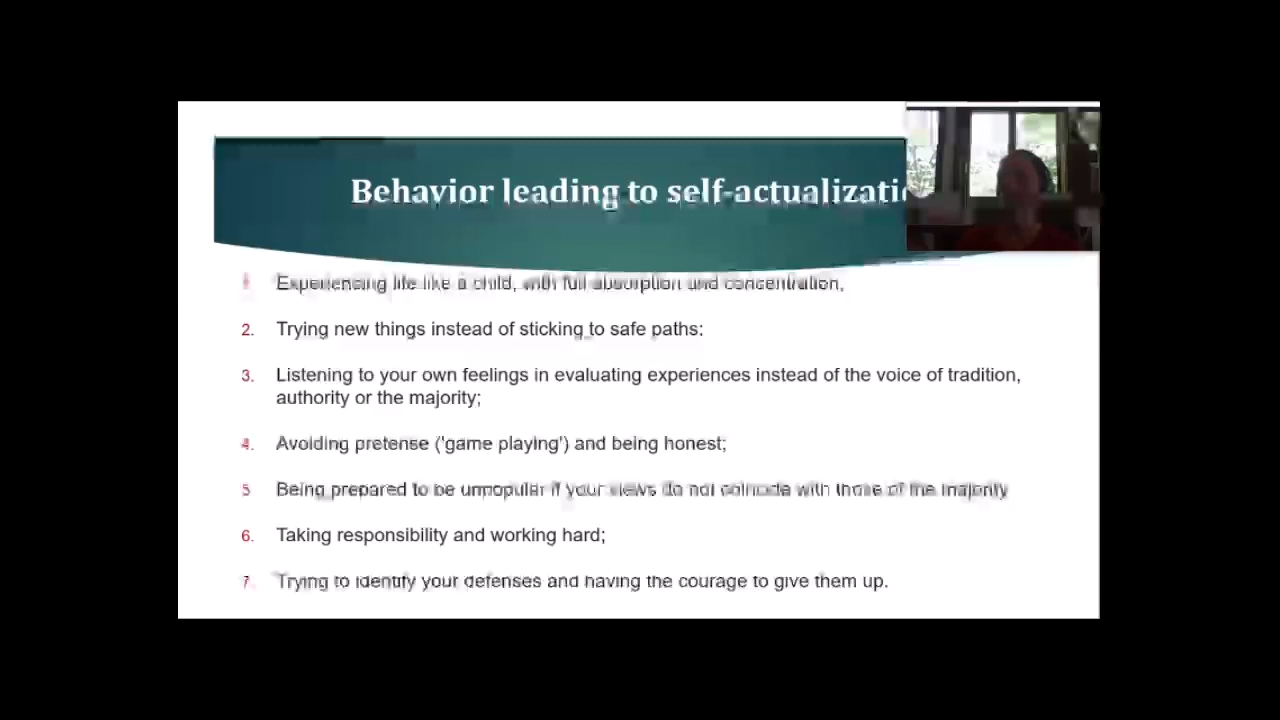 Behavior leading to self-actualizatio
1. Experiencing life like a child, with full absorption and concentration;
2. Trying new things instead of sticking to safe paths:
3. Listening to your own feelings in evaluating experiences instead of the voice of tradition,
authority or the majority;
4. Avoiding pretense ('game playing') and being honest;
5 Being prepared to be unpopular if your views do not coincide with those of the majority
6. Taking responsibility and working hard;
7. Trying to identify your defenses and having the courage to give them up.